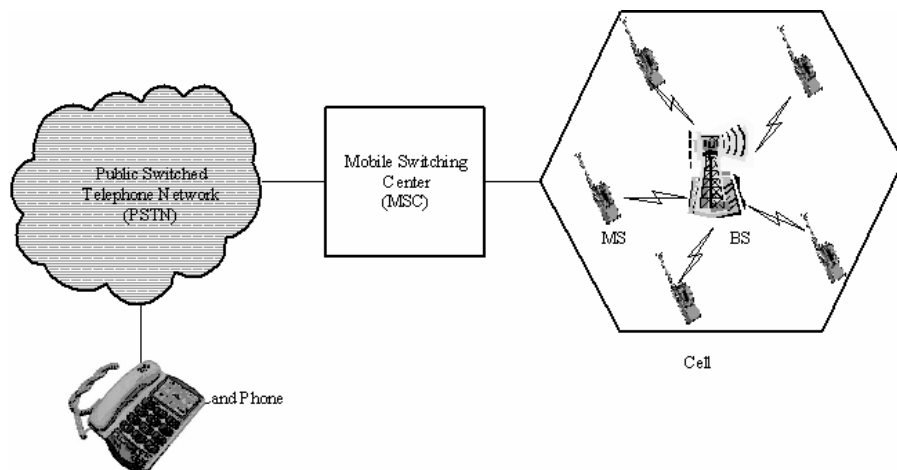 Public Switched
Telephone Network
(PSTN)
Mobile Switching
Center
(MSC)
MS
BS
Cell
and Phone